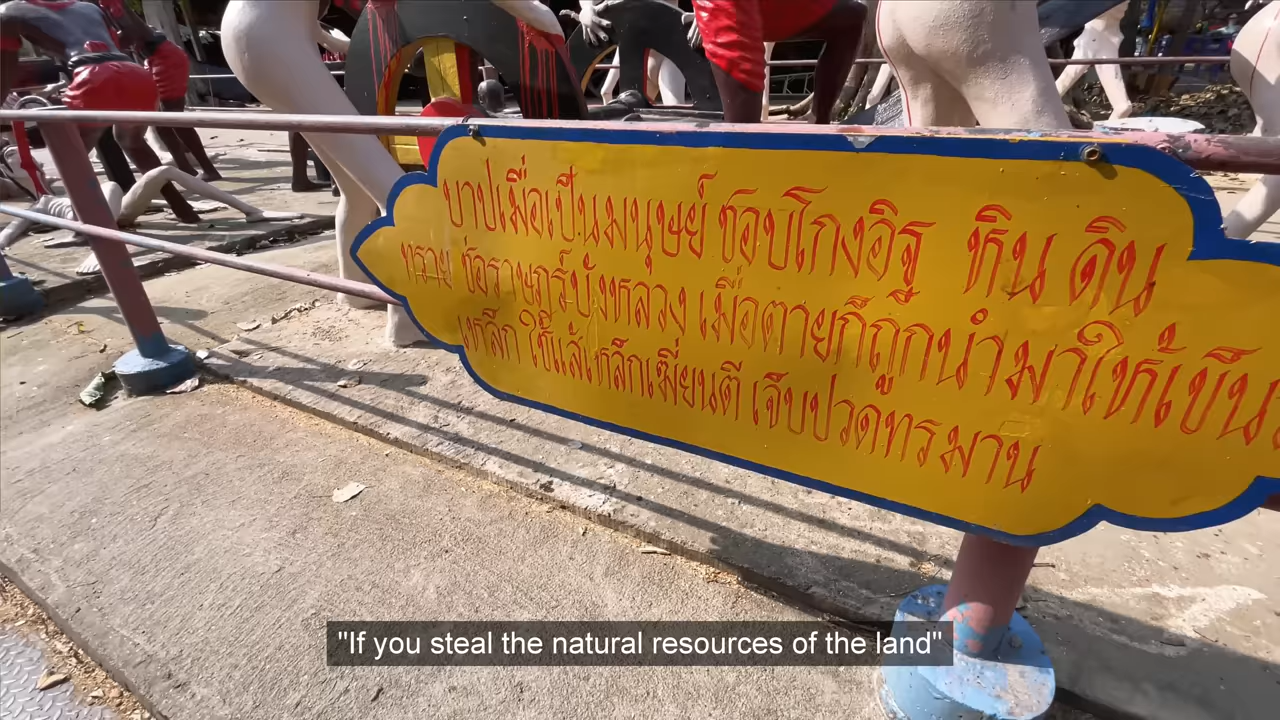 บาปเมื่อเป็นมนุษย์ ชอบโกงอิฐ หิน ดิน
ทราย ช้อราษฎร์บังหลวง เมื่อตายก็ถูกนำมาให้เข็น
เหล็ก ใช้แส้เหล็กเฆี่ยนตี เจ็บปวดทรมาน
"If you steal the natural resources of the land"